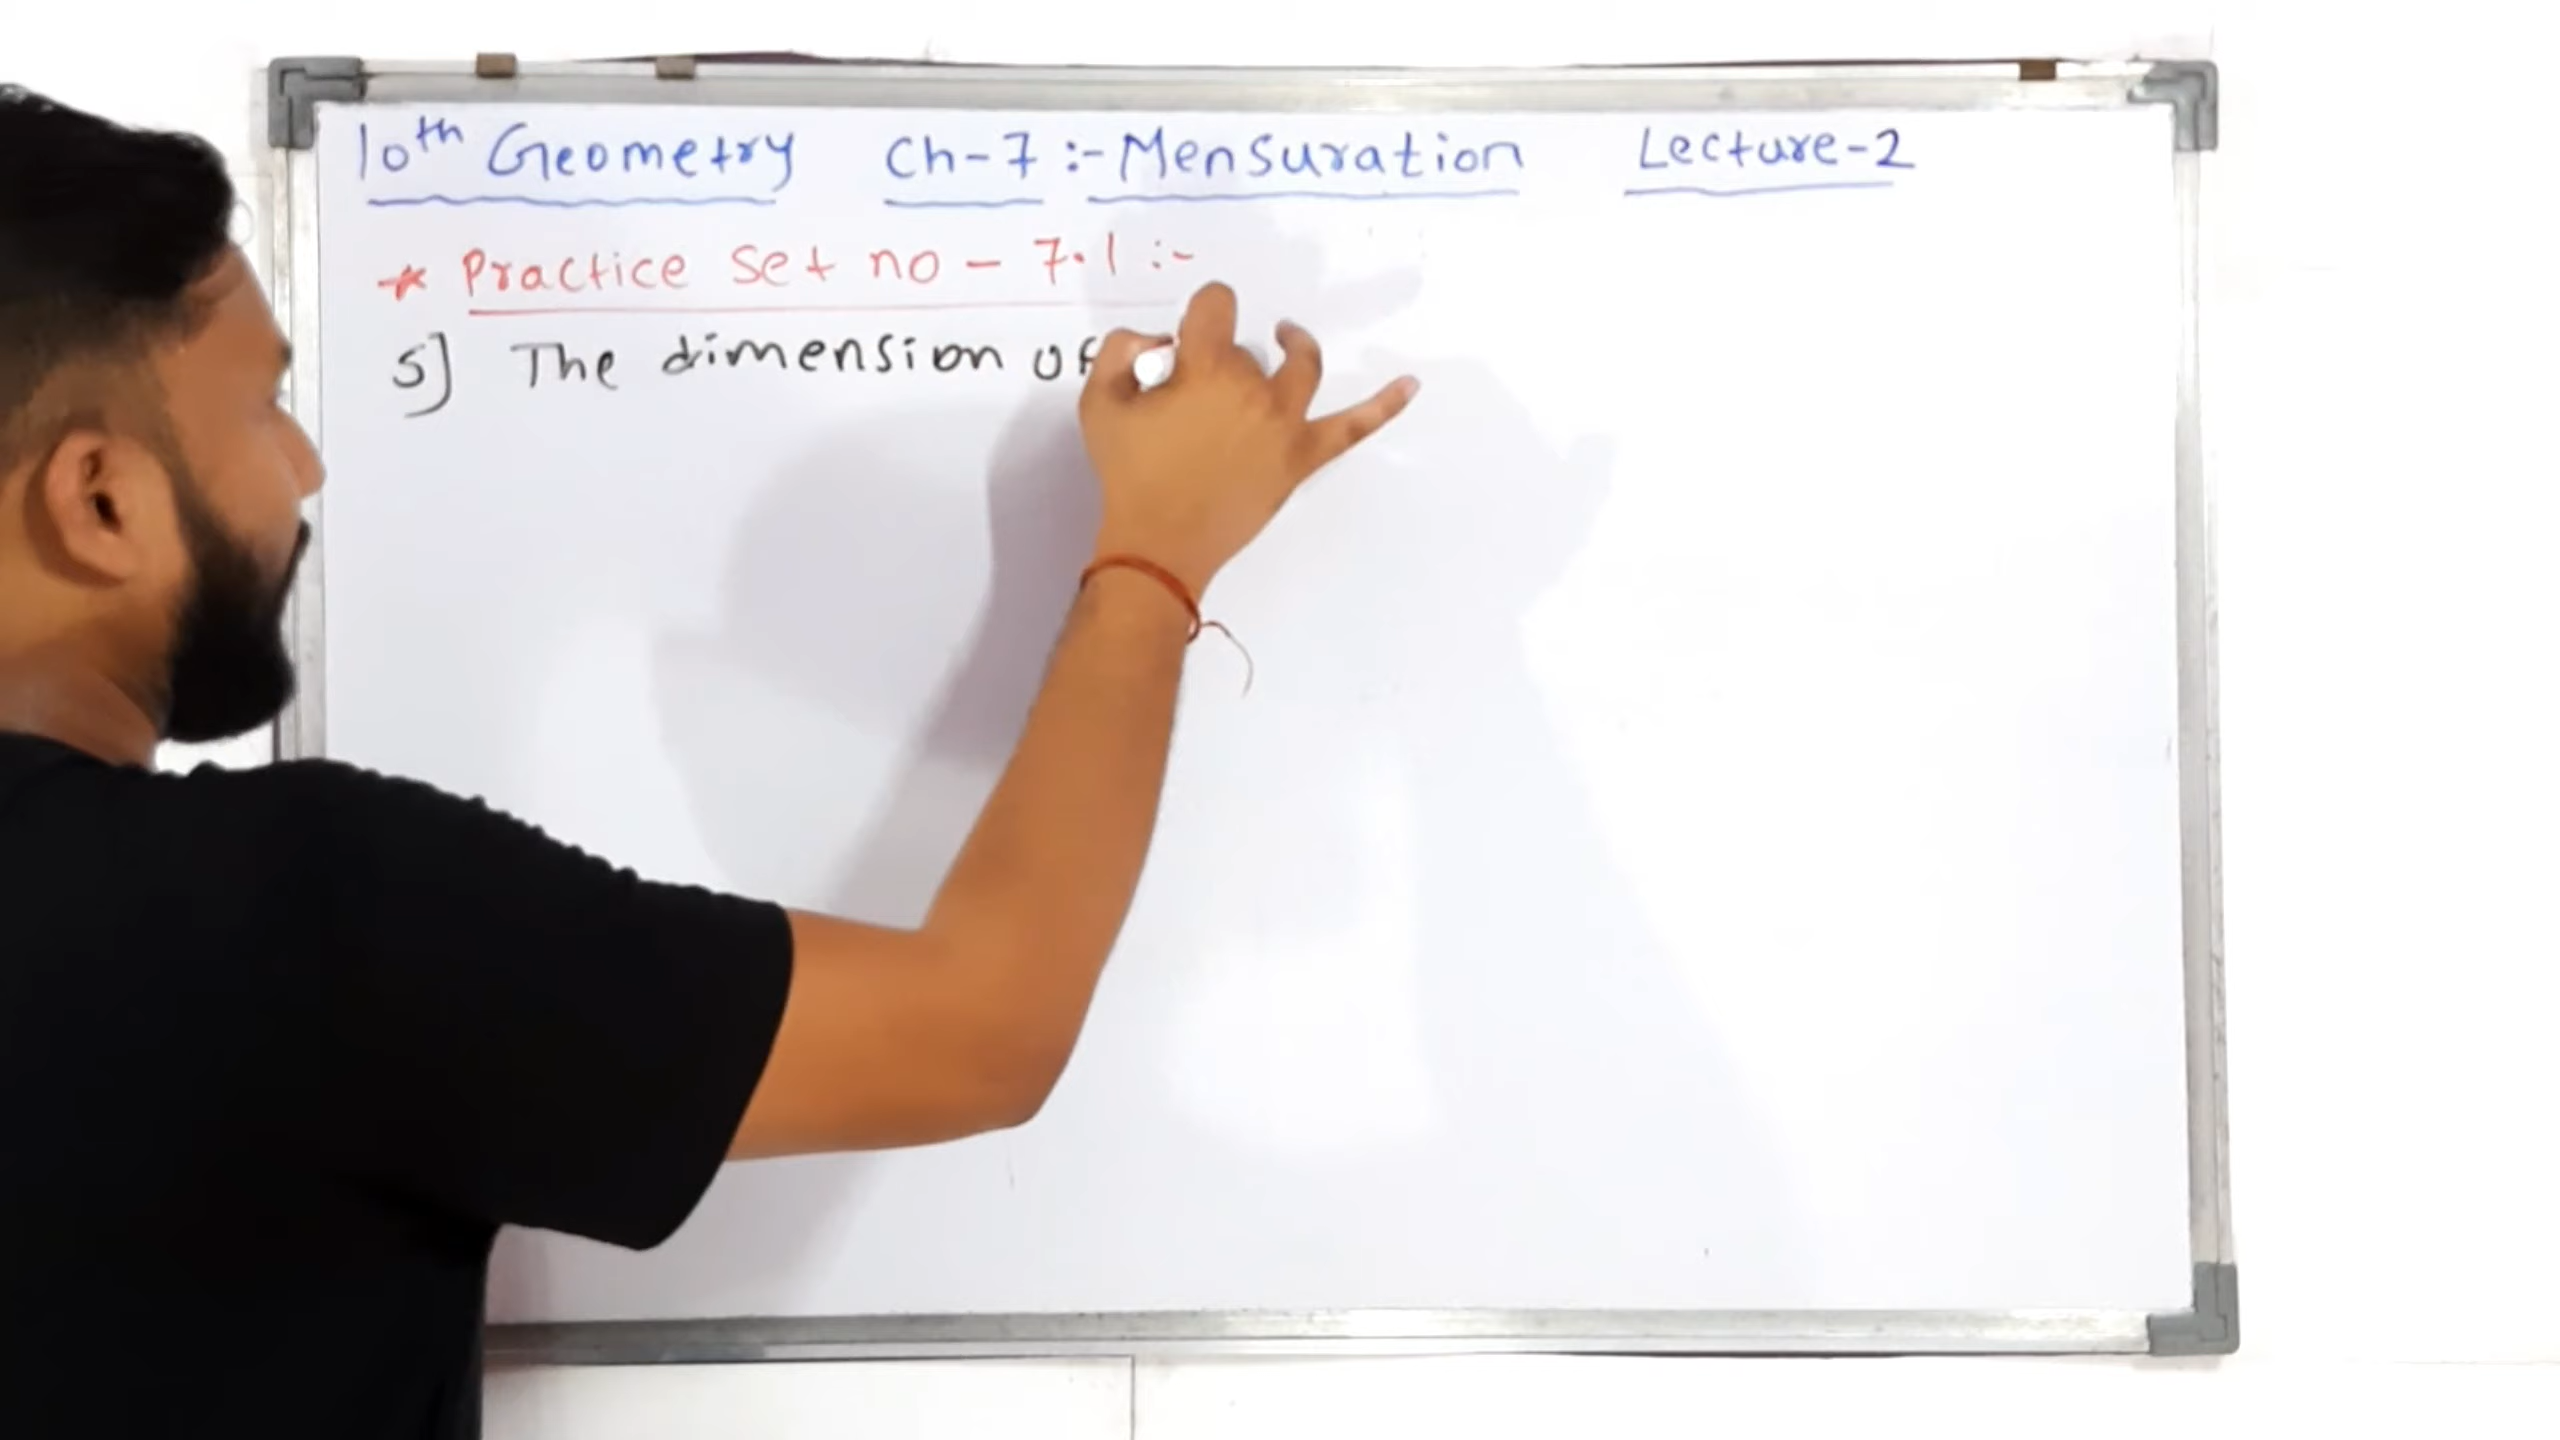 10th Geometry Ch-7 :- Mensuration Lecture-2
* Practice Set no - 7.1 :-
5] The dimension of